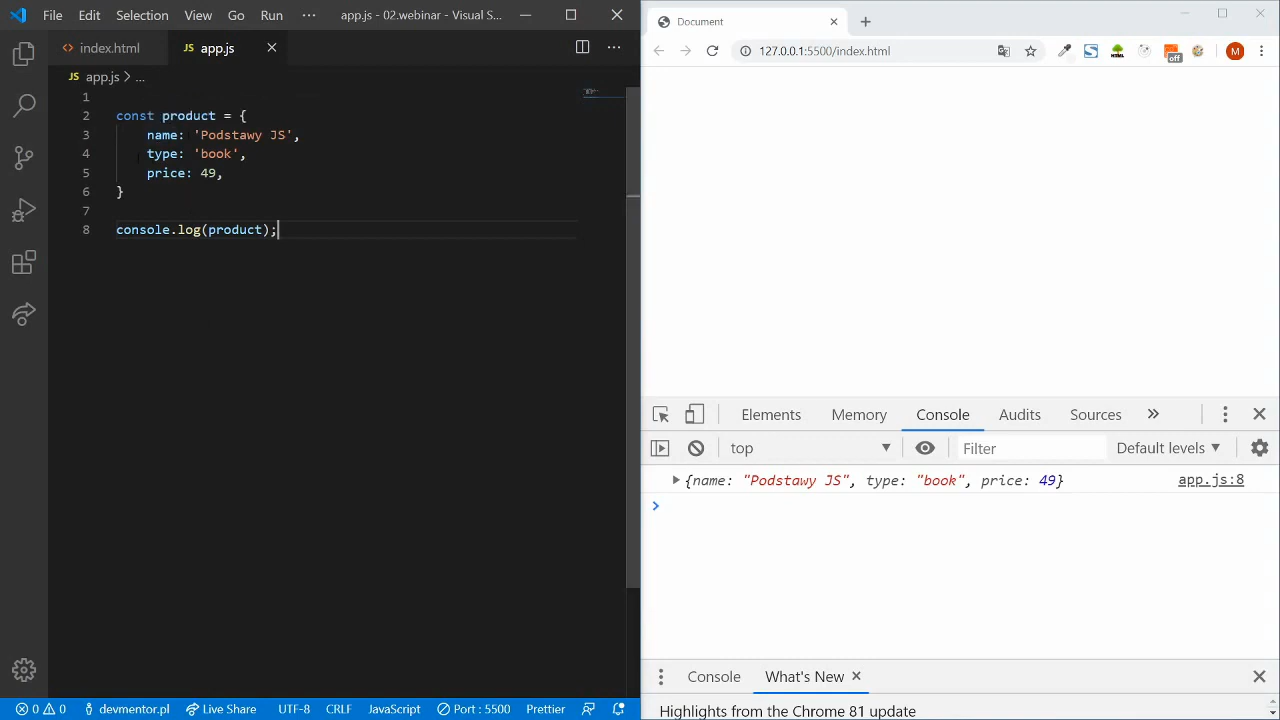 File Edit Selection View Go Run ··· app.js - 02.webinar - Visual S...
index.html JS app.js
JS app.js > ...
1
2 const product = {
3 name: 'Podstawy JS',
4 type: 'book',
5 price: 49,
6 }
7
8 console.log(product);
0 0 devmentor.pl Live Share UTF-8 CRLF JavaScript Port : 5500 Prettier
Document
127.0.0.1:5500/index.html
HTML off M
Elements Memory Console Audits Sources »
top Filter Default levels
{name: "Podstawy JS", type: "book", price: 49} app.js:8
Console What's New
Highlights from the Chrome 81 update